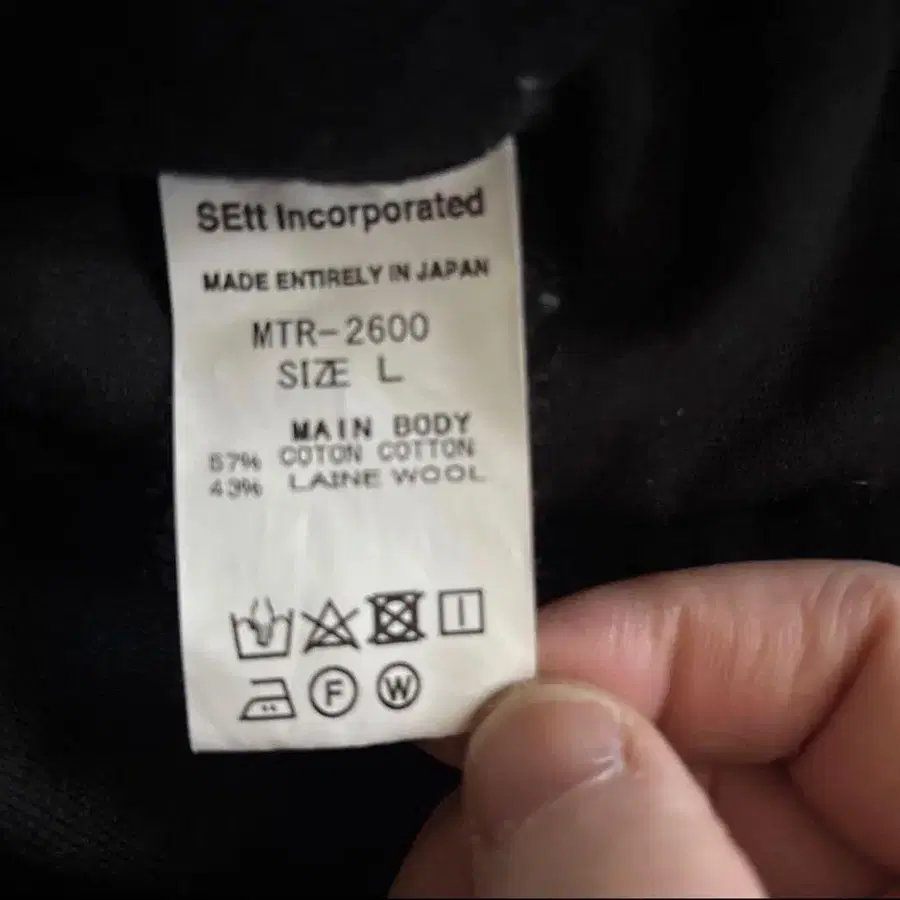 SEtt Incorporated
MADE ENTIRELY IN JAPAN
MTR-2600
SIZE L
MAIN BODY
57% COTON COTTON
43% LAINE WOOL
F W